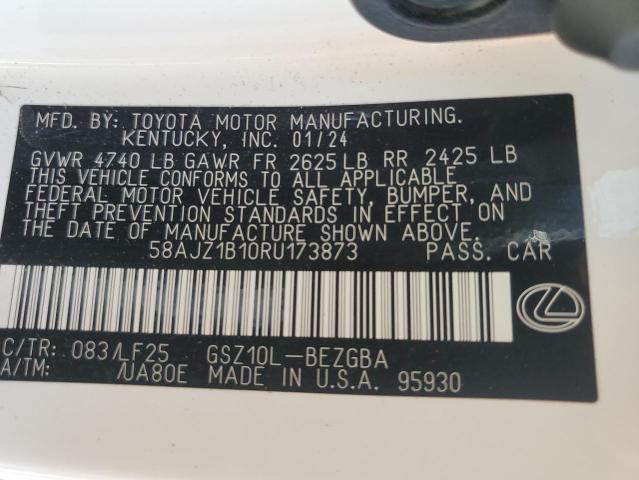 MFD. BY: TOYOTA MOTOR MANUFACTURING.
KENTUCKY, INC. 01/24
GVWR 4740 LB GAWR FR 2625 LB RR 2425 LB
THIS VEHICLE CONFORMS TO ALL APPLICABLE
FEDERAL MOTOR VEHICLE SAFETY, BUMPER, AND
THEFT PREVENTION STANDARDS IN EFFECT ON
THE DATE OF MANUFACTURE SHOWN ABOVE.
58AJZ1B10RU173873 PASS. CAR
C/TR: 083/LF25 GSZ10L-BEZGBA
A/TM: /UA80E MADE IN U.S.A. 95930